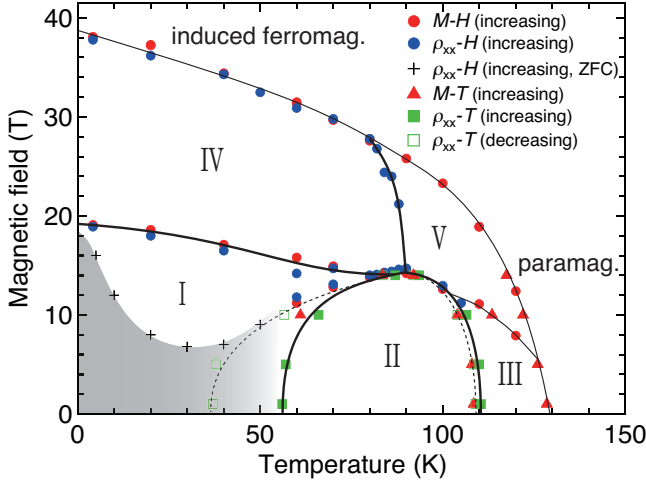 40
30
20
10
0
0
50
100
150
Magnetic field (T)
Temperature (K)
induced ferromag.
paramag.
Ⅳ
Ⅰ
Ⅱ
Ⅲ
Ⅴ
M-H (increasing)
ρxx-H (increasing)
ρxx-H (increasing, ZFC)
M-T (increasing)
ρxx-T (increasing)
ρxx-T (decreasing)